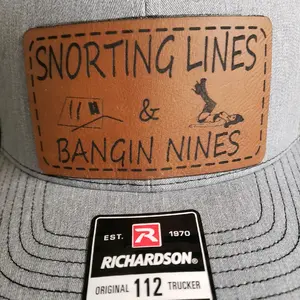 SNORTING LINES
&
BANGIN NINES
EST. R 1970
RICHARDSON®
ORIGINAL 112 TRUCKER